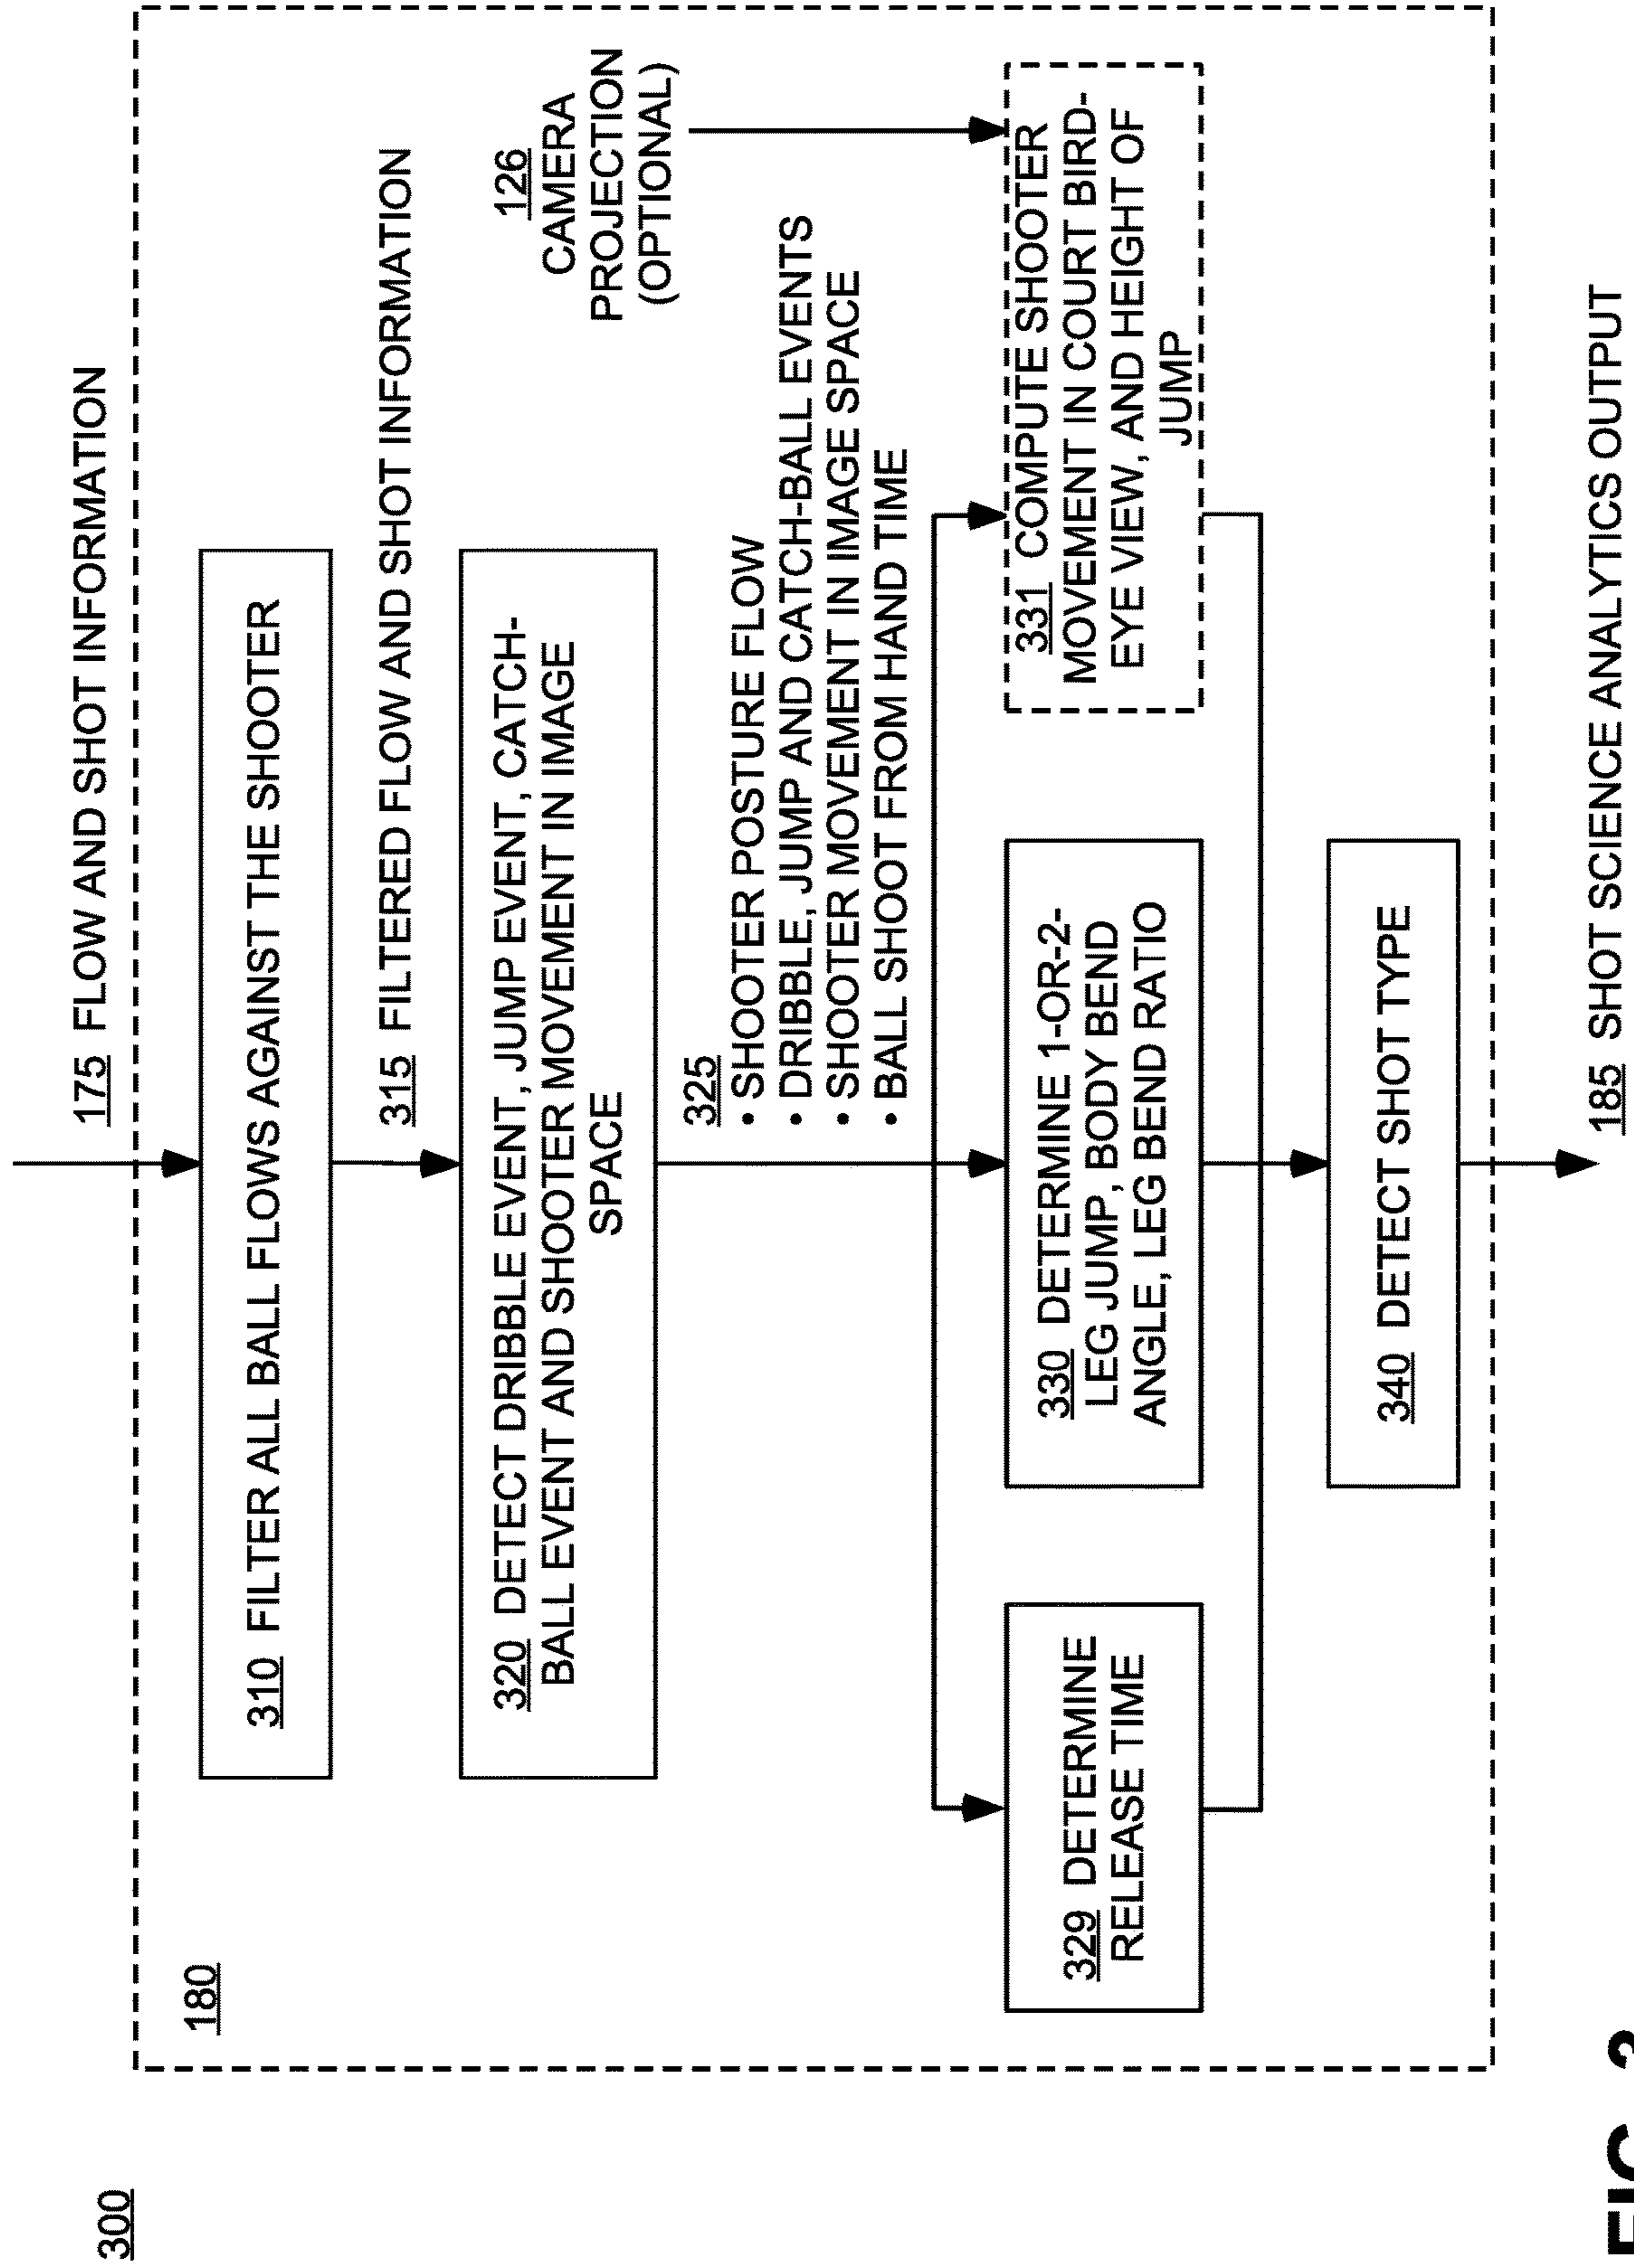 300
175 FLOW AND SHOT INFORMATION
180
310 FILTER ALL BALL FLOWS AGAINST THE SHOOTER
315 FILTERED FLOW AND SHOT INFORMATION
320 DETECT DRIBBLE EVENT, JUMP EVENT, CATCH-
BALL EVENT AND SHOOTER MOVEMENT IN IMAGE
SPACE
126
CAMERA
PROJECTION
(OPTIONAL)
325
• SHOOTER POSTURE FLOW
• DRIBBLE, JUMP AND CATCH-BALL EVENTS
• SHOOTER MOVEMENT IN IMAGE SPACE
• BALL SHOOT FROM HAND TIME
329 DETERMINE
RELEASE TIME
330 DETERMINE 1-OR-2-
LEG JUMP, BODY BEND
ANGLE, LEG BEND RATIO
331 COMPUTE SHOOTER
MOVEMENT IN COURT BIRD-
EYE VIEW, AND HEIGHT OF
JUMP
340 DETECT SHOT TYPE
185 SHOT SCIENCE ANALYTICS OUTPUT